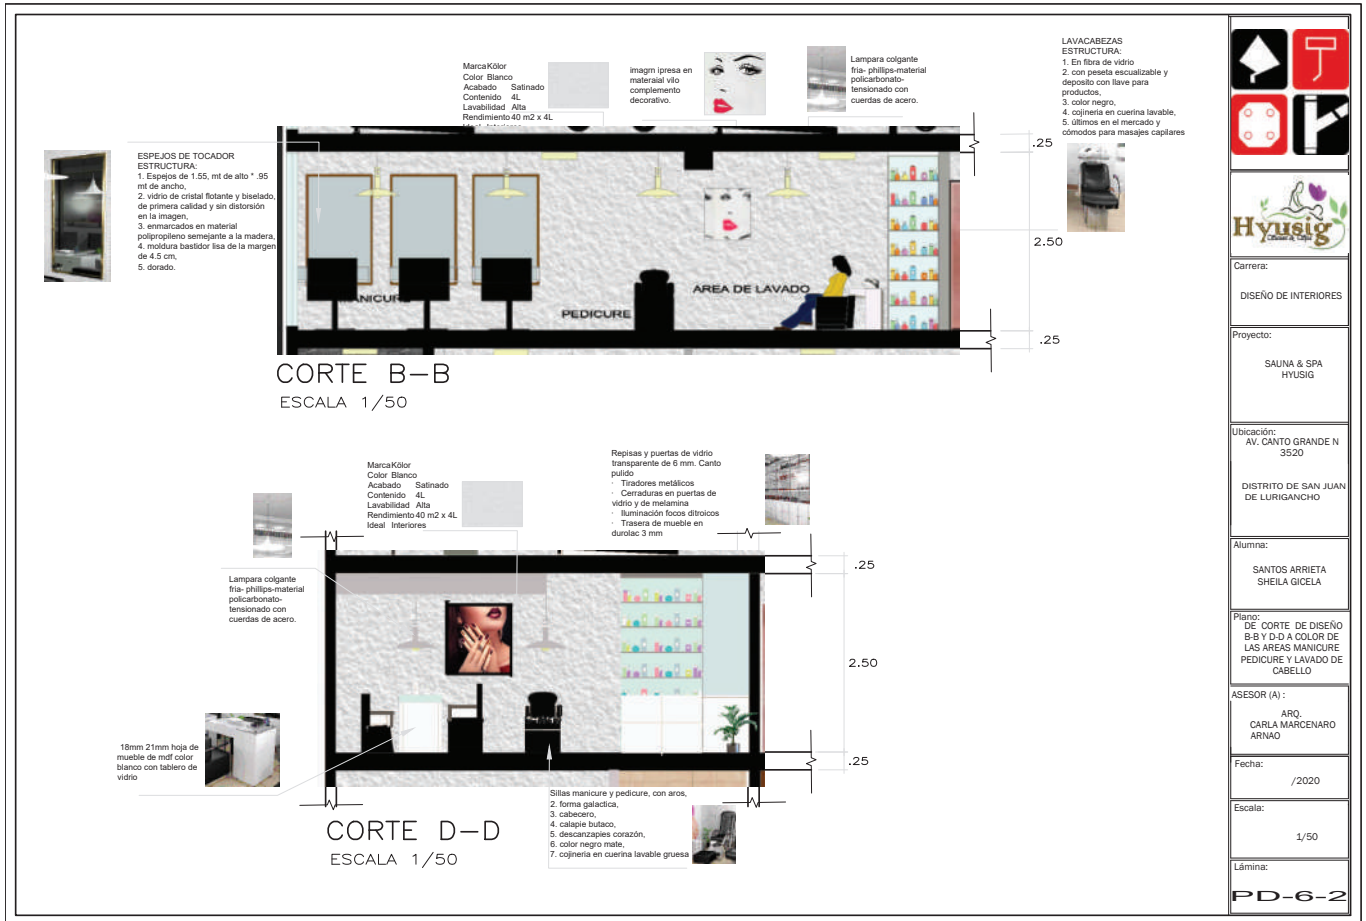 MarcaKölor
Color Blanco
Acabado Satinado
Contenido 4L
Lavabilidad Alta
Rendimiento 40 m2 x 4L
Ideal Interiores
imagrn ipresa en
materaial vilo
complemento
decorativo.
Lampara colgante
fria- phillips-material
policarbonato-
tensionado con
cuerdas de acero.
LAVACABEZAS
ESTRUCTURA:
1. En fibra de vidrio
2. con peseta escualizable y
deposito con llave para
productos,
3. color negro,
4. cojineria en cuerina lavable,
5. últimos en el mercado y
cómodos para masajes capilares
ESPEJOS DE TOCADOR
ESTRUCTURA:
1. Espejos de 1.55, mt de alto * .95
mt de ancho,
2. vidrio de cristal flotante y biselado,
de primera calidad y sin distorsión
en la imagen,
3. enmarcados en material
polipropileno semejante a la madera,
4. moldura bastidor lisa de la margen
de 4.5 cm,
5. dorado.
.25
2.50
.25
MANICURE
PEDICURE
AREA DE LAVADO
CORTE B-B
ESCALA 1/50
MarcaKölor
Color Blanco
Acabado Satinado
Contenido 4L
Lavabilidad Alta
Rendimiento 40 m2 x 4L
Ideal Interiores
Repisas y puertas de vidrio
transparente de 6 mm. Canto
pulido
· Tiradores metálicos
· Cerraduras en puertas de
vidrio y de melamina
· Iluminación focos ditroicos
· Trasera de mueble en
durolac 3 mm
Lampara colgante
fria- phillips-material
policarbonato-
tensionado con
cuerdas de acero.
.25
2.50
.25
18mm 21mm hoja de
mueble de mdf color
blanco con tablero de
vidrio
Sillas manicure y pedicure, con aros,
2. forma galactica,
3. cabecero,
4. calapie butaco,
5. descanzapies corazón,
6. color negro mate,
7. cojineria en cuerina lavable gruesa
CORTE D-D
ESCALA 1/50
Hyusig
Carrera:
DISEÑO DE INTERIORES
Proyecto:
SAUNA & SPA
HYUSIG
Ubicación:
AV. CANTO GRANDE N
3520
DISTRITO DE SAN JUAN
DE LURIGANCHO
Alumna:
SANTOS ARRIETA
SHEILA GICELA
Plano:
DE CORTE DE DISEÑO
B-B Y D-D A COLOR DE
LAS AREAS MANICURE
PEDICURE Y LAVADO DE
CABELLO
ASESOR (A) :
ARQ.
CARLA MARCENARO
ARNAO
Fecha:
/2020
Escala:
1/50
Lámina:
PD-6-2